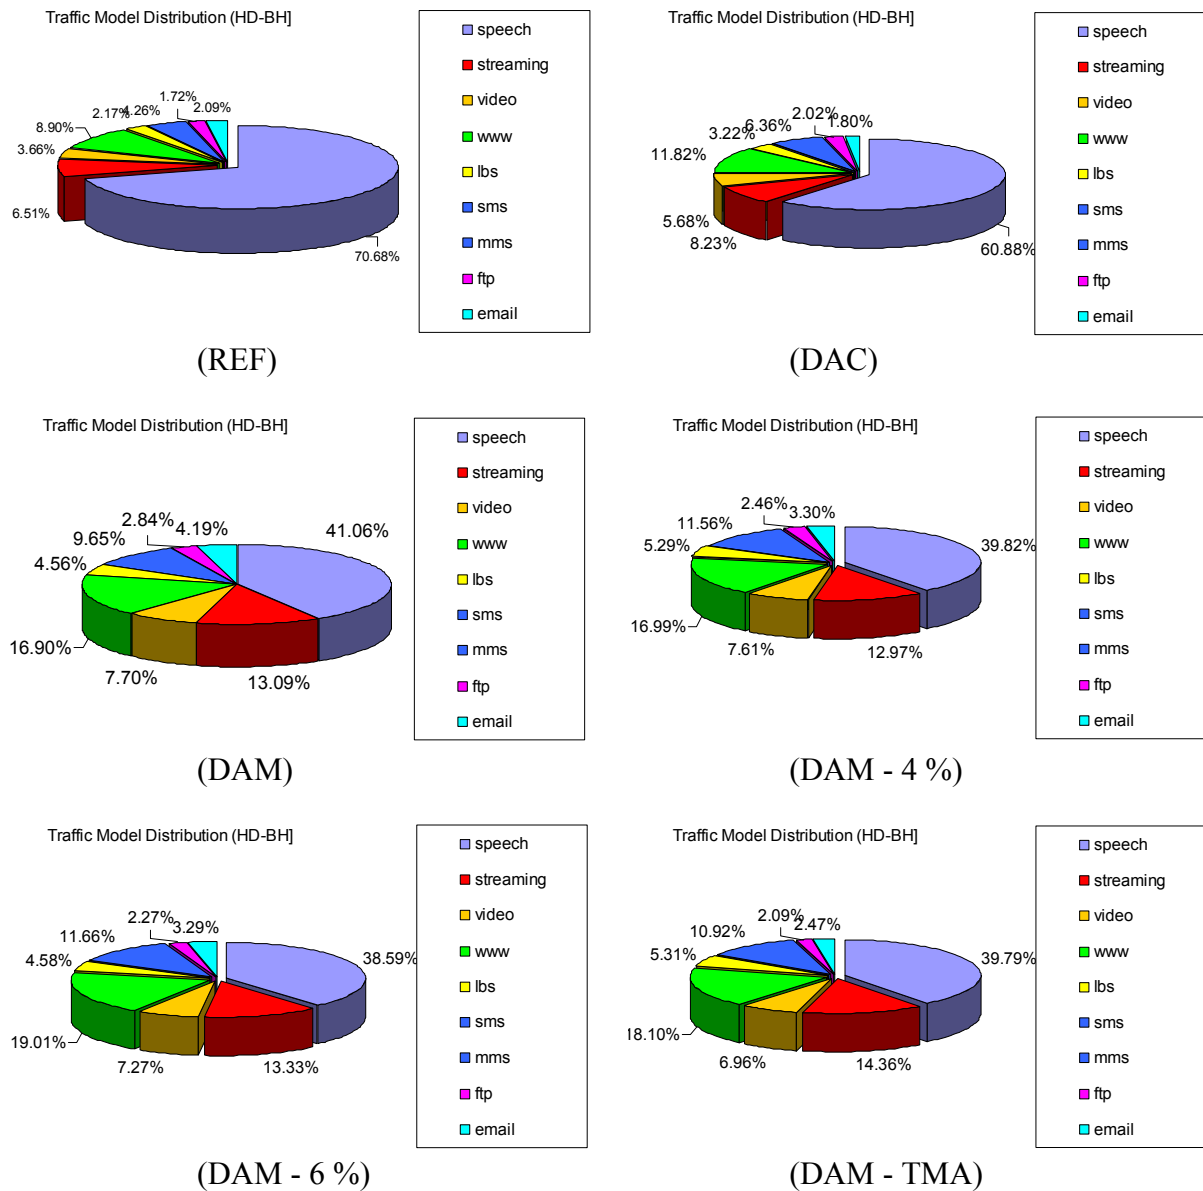 Traffic Model Distribution (HD-BH]
speech
streaming
video
www
lbs
sms
mms
ftp
email
1.72%
2.09%
4.26%
2.17%
8.90%
3.66%
6.51%
70.68%
(REF)
Traffic Model Distribution (HD-BH]
speech
streaming
video
www
lbs
sms
mms
ftp
email
2.02%
1.80%
6.36%
3.22%
11.82%
5.68%
8.23%
60.88%
(DAC)
Traffic Model Distribution (HD-BH]
speech
streaming
video
www
lbs
sms
mms
ftp
email
2.84%
4.19%
41.06%
9.65%
4.56%
16.90%
7.70%
13.09%
(DAM)
Traffic Model Distribution (HD-BH]
speech
streaming
video
www
lbs
sms
mms
ftp
email
2.46%
3.30%
11.56%
5.29%
39.82%
16.99%
7.61%
12.97%
(DAM - 4 %)
Traffic Model Distribution (HD-BH]
speech
streaming
video
www
lbs
sms
mms
ftp
email
2.27%
3.29%
11.66%
4.58%
38.59%
19.01%
7.27%
13.33%
(DAM - 6 %)
Traffic Model Distribution (HD-BH]
speech
streaming
video
www
lbs
sms
mms
ftp
email
2.09%
2.47%
10.92%
5.31%
39.79%
18.10%
6.96%
14.36%
(DAM - TMA)